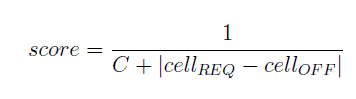 score = 1 / (C + |cell_REQ − cell_OFF|)